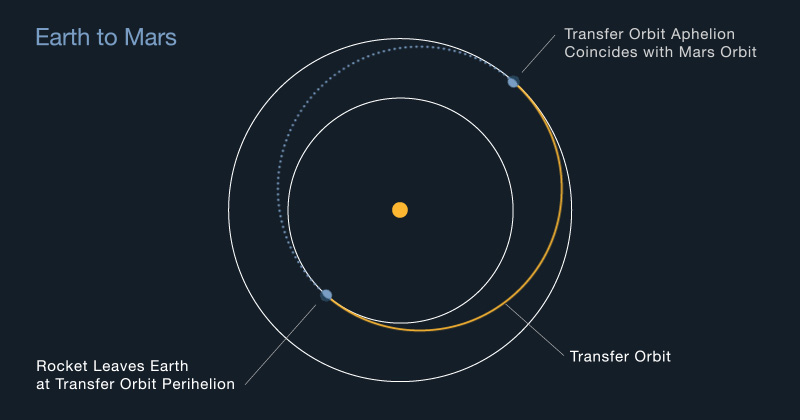 Earth to Mars
Transfer Orbit Aphelion
Coincides with Mars Orbit
Transfer Orbit
Rocket Leaves Earth
at Transfer Orbit Perihelion